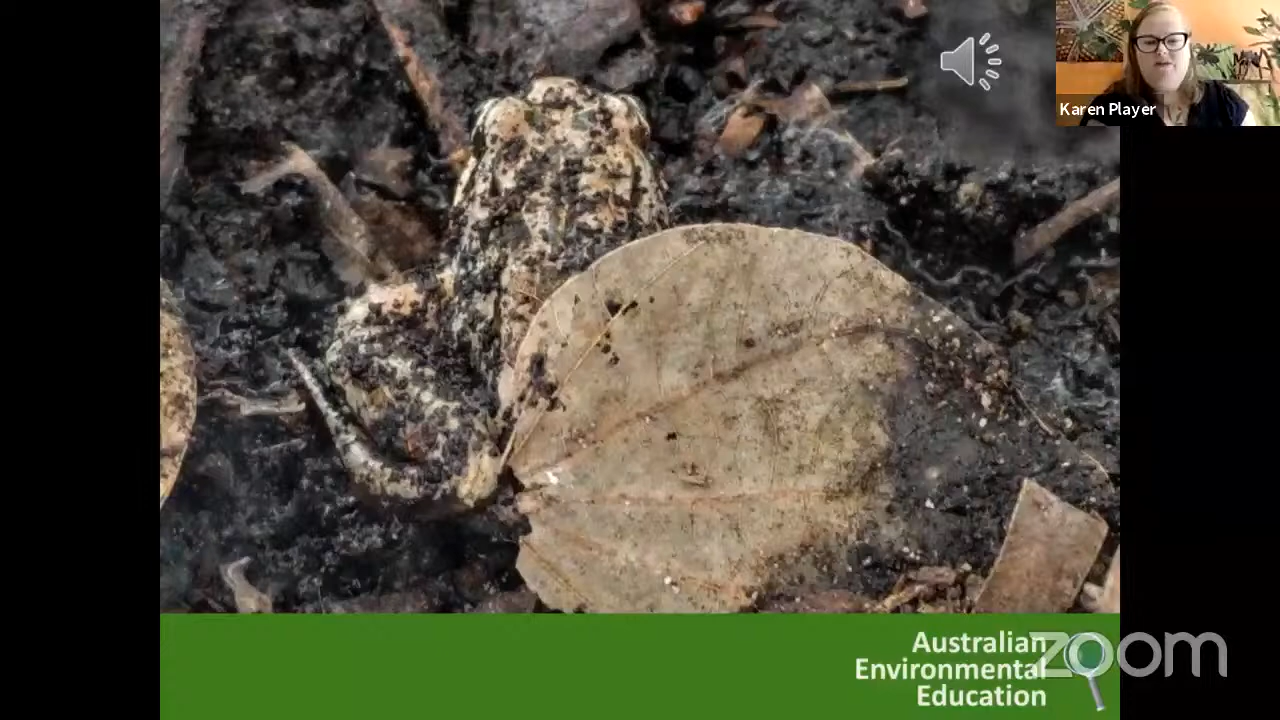 Karen Player
Australian
Environmental
Education
zoom